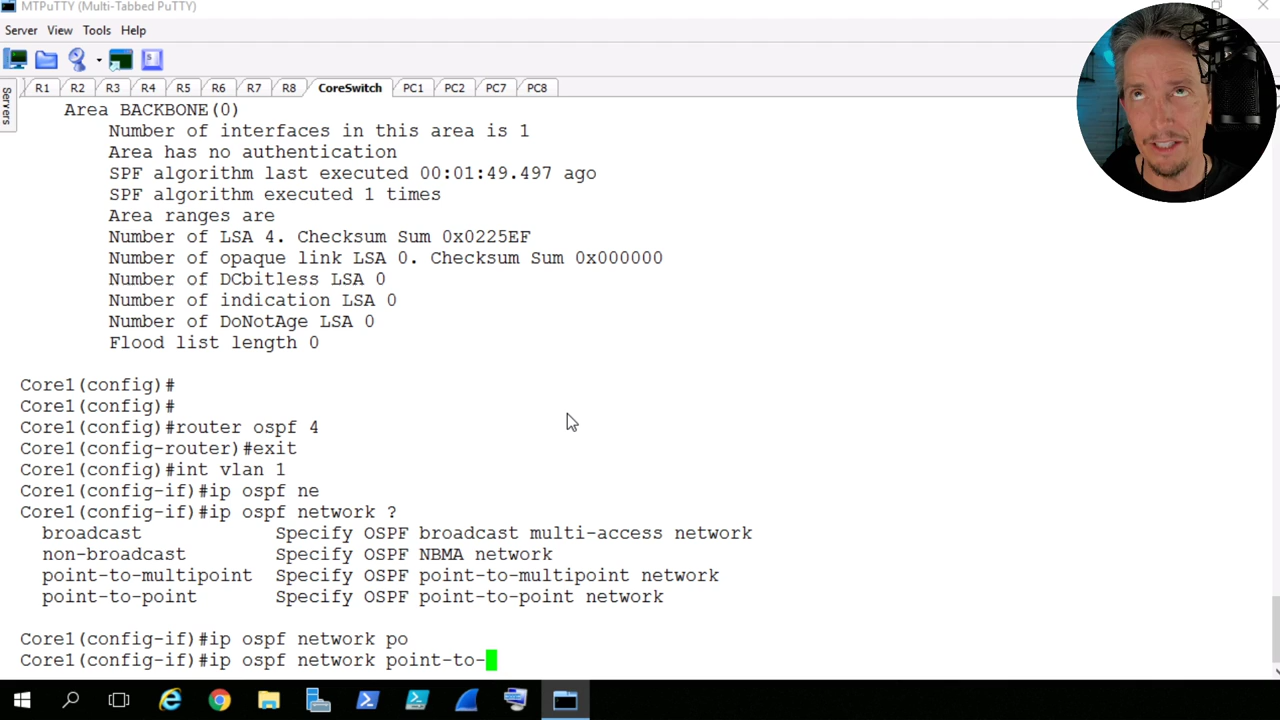 MTPuTTY (Multi-Tabbed PuTTY)
Server View Tools Help
R1 R2 R3 R4 R5 R6 R7 R8 CoreSwitch PC1 PC2 PC7 PC8
Servers
Area BACKBONE(0)
Number of interfaces in this area is 1
Area has no authentication
SPF algorithm last executed 00:01:49.497 ago
SPF algorithm executed 1 times
Area ranges are
Number of LSA 4. Checksum Sum 0x0225EF
Number of opaque link LSA 0. Checksum Sum 0x000000
Number of DCbitless LSA 0
Number of indication LSA 0
Number of DoNotAge LSA 0
Flood list length 0
Core1(config)#
Core1(config)#
Core1(config)#router ospf 4
Core1(config-router)#exit
Core1(config)#int vlan 1
Core1(config-if)#ip ospf ne
Core1(config-if)#ip ospf network ?
broadcast Specify OSPF broadcast multi-access network
non-broadcast Specify OSPF NBMA network
point-to-multipoint Specify OSPF point-to-multipoint network
point-to-point Specify OSPF point-to-point network
Core1(config-if)#ip ospf network po
Core1(config-if)#ip ospf network point-to-